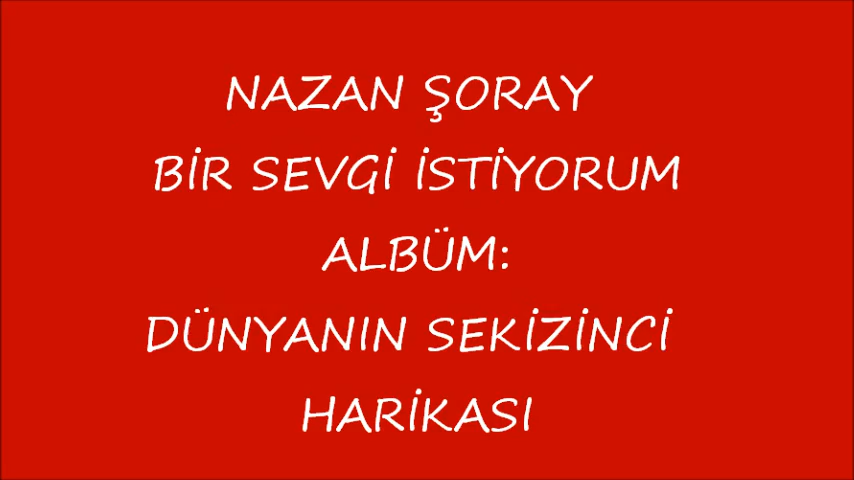 NAZAN ŞORAY
BİR SEVGİ İSTİYORUM
ALBÜM:
DÜNYANIN SEKİZİNCİ
HARİKASI